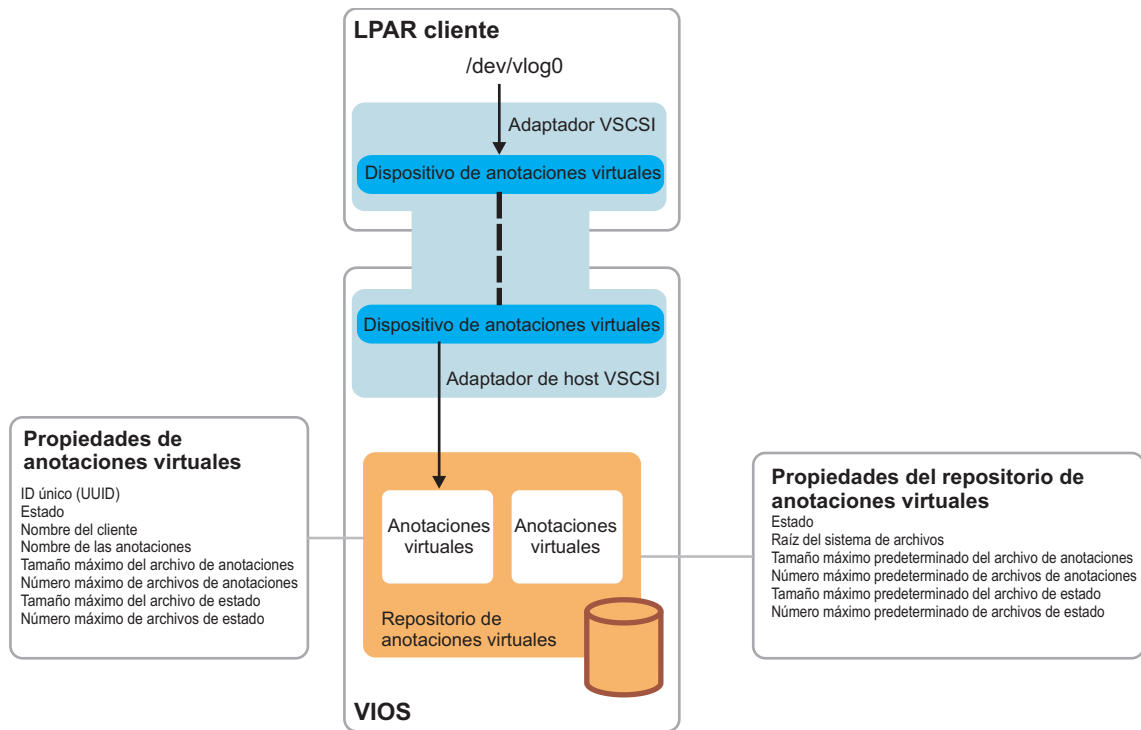 LPAR cliente
/dev/vlog0
Adaptador VSCSI
Dispositivo de anotaciones virtuales
Dispositivo de anotaciones virtuales
Adaptador de host VSCSI
Propiedades de
anotaciones virtuales
ID único (UUID)
Estado
Nombre del cliente
Nombre de las anotaciones
Tamaño máximo del archivo de anotaciones
Número máximo de archivos de anotaciones
Tamaño máximo del archivo de estado
Número máximo de archivos de estado
Anotaciones
virtuales
Anotaciones
virtuales
Repositorio de
anotaciones virtuales
VIOS
Propiedades del repositorio de
anotaciones virtuales
Estado
Raíz del sistema de archivos
Tamaño máximo predeterminado del archivo de anotaciones
Número máximo predeterminado de archivos de anotaciones
Tamaño máximo predeterminado del archivo de estado
Número máximo predeterminado de archivos de estado